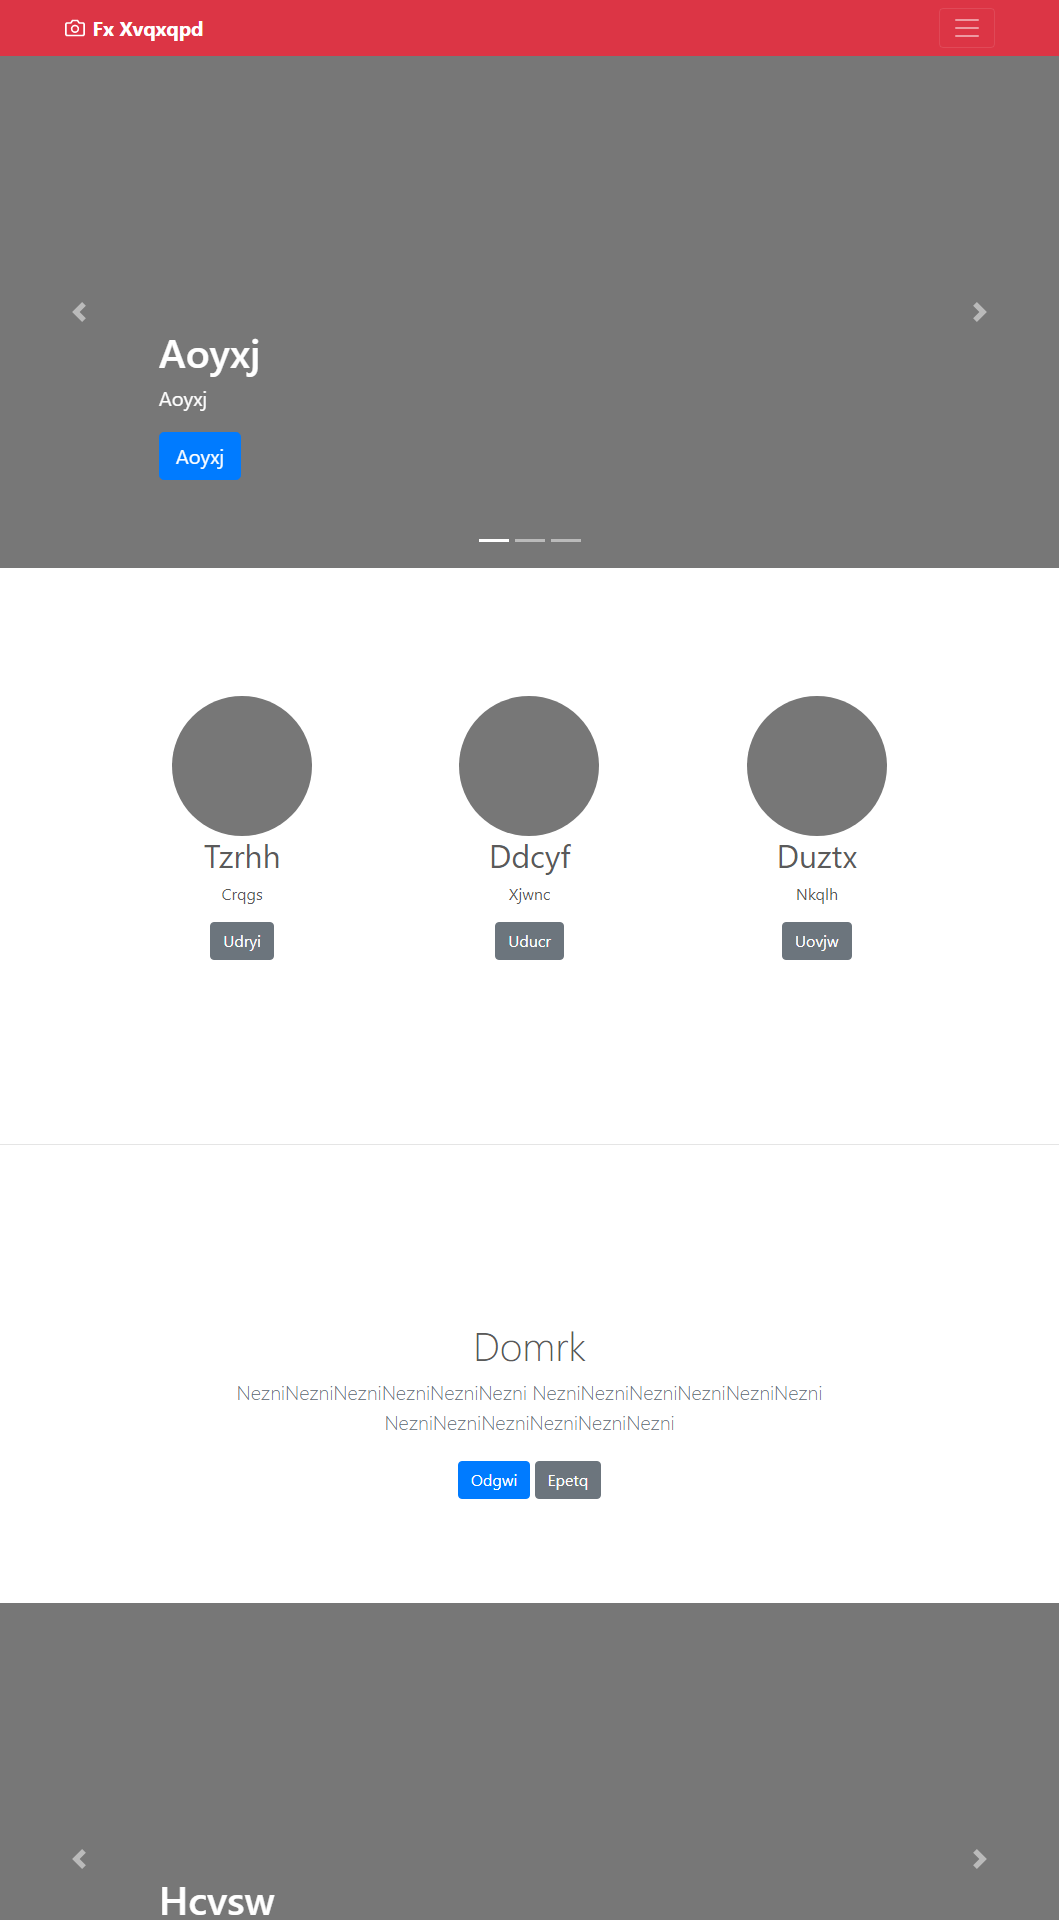 Fx Xvqxqpd
Aoyxj
Aoyxj
Aoyxj
Tzrhh
Crqgs
Udryi
Ddcyf
Xjwnc
Uducr
Duztx
Nkqlh
Uovjw
Domrk
NezniNezniNezniNezniNezniNezni NezniNezniNezniNezniNezniNezni
NezniNezniNezniNezniNezniNezni
Odgwi Epetq
Hcvsw